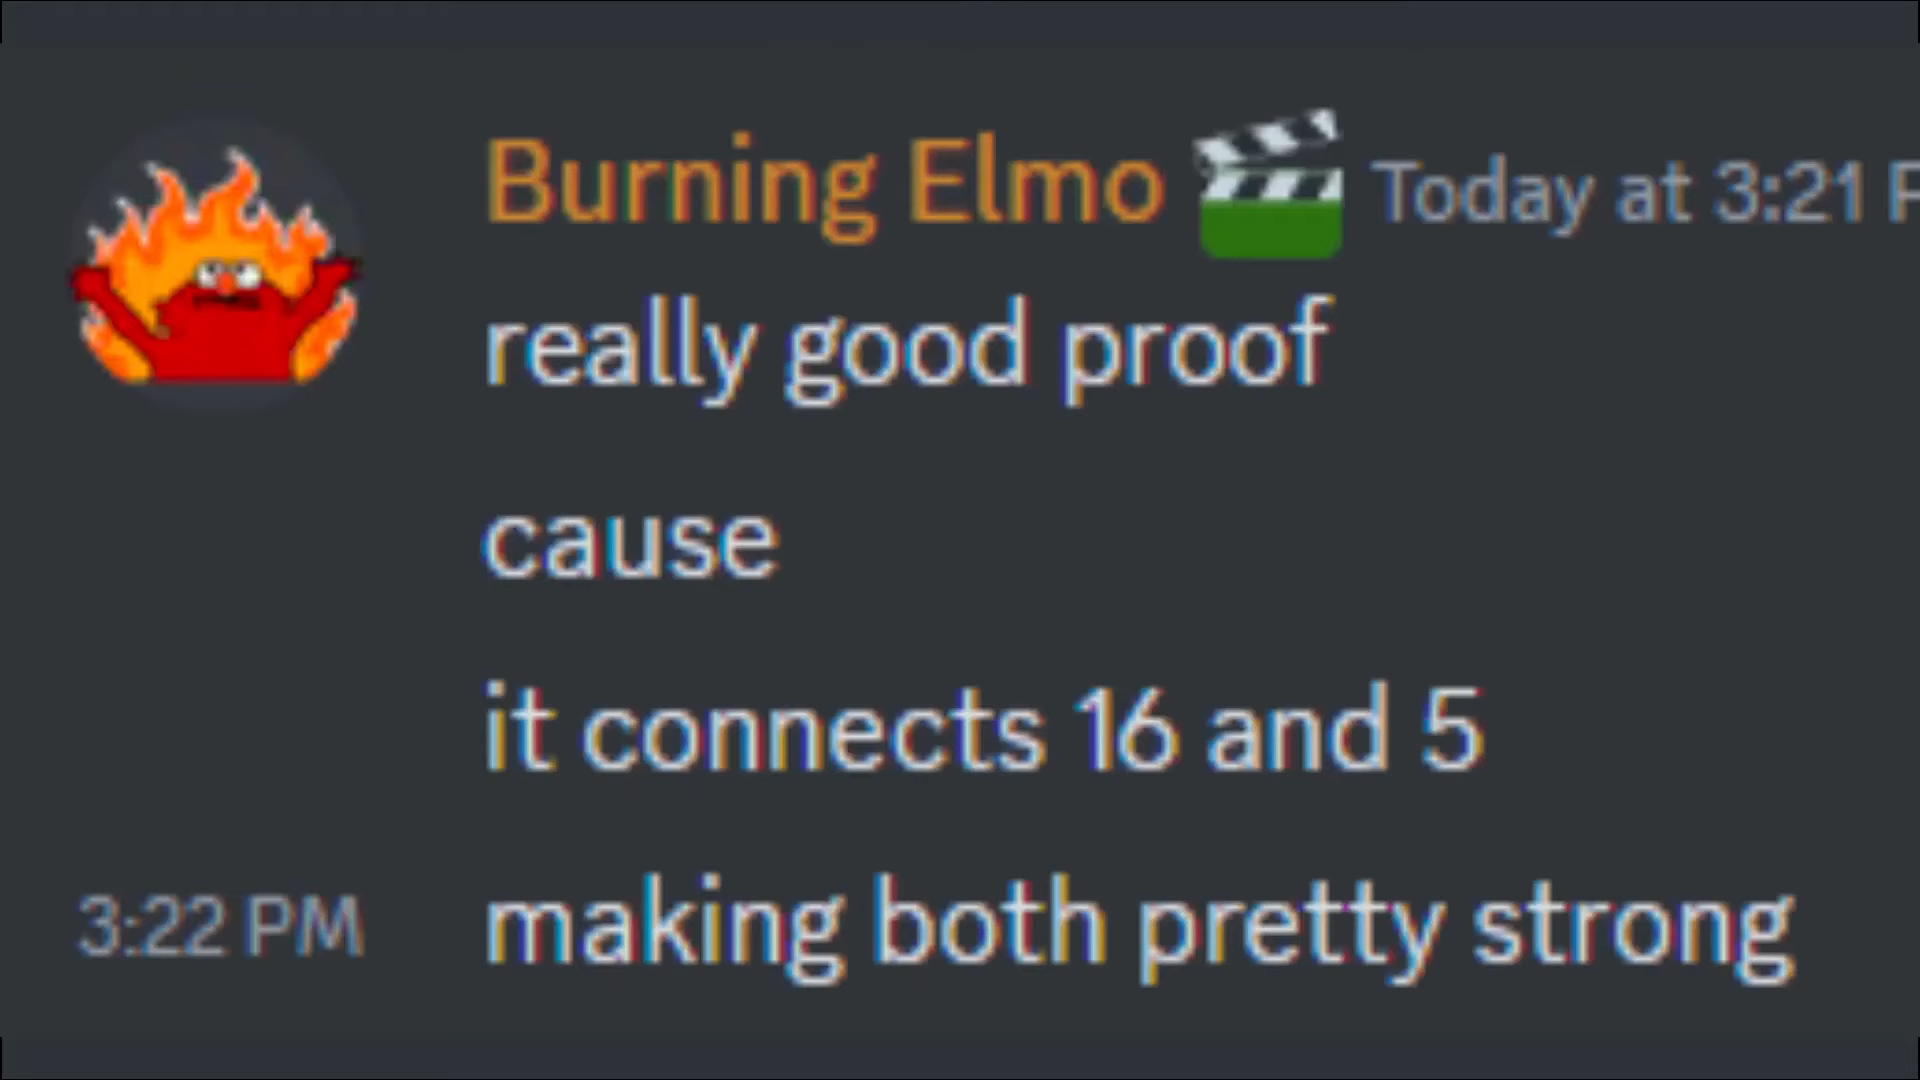 Burning Elmo Today at 3:21 P
really good proof
cause
it connects 16 and 5
3:22 PM making both pretty strong